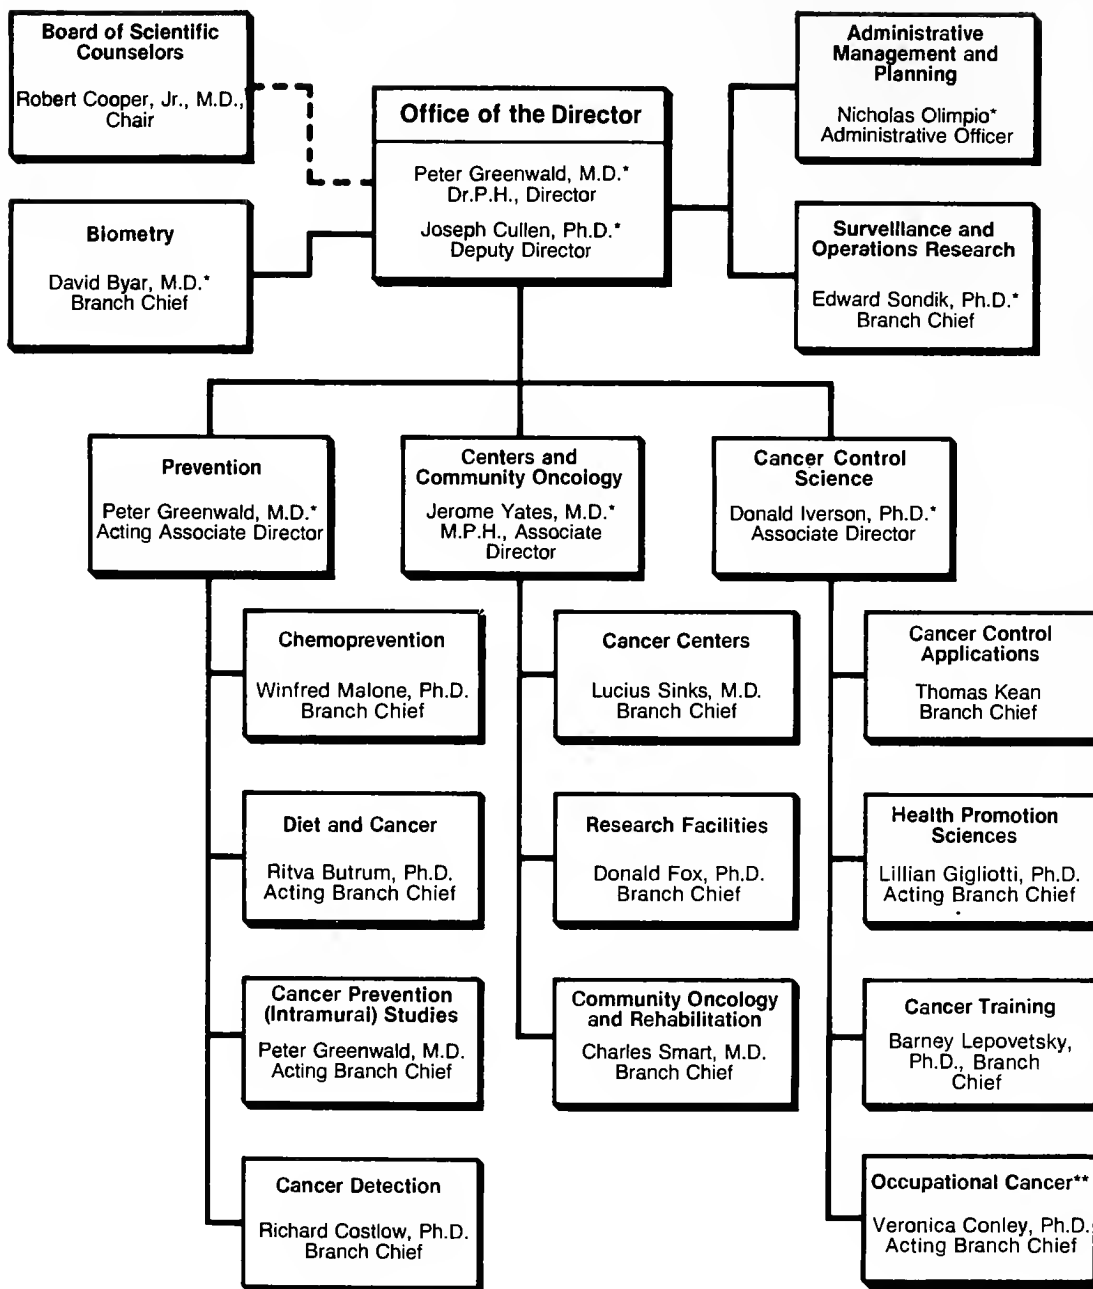 Board of Scientific
Counselors
Robert Cooper, Jr., M.D.,
Chair
Office of the Director
Peter Greenwald, M.D.*
Dr.P.H., Director
Joseph Cullen, Ph.D.*
Deputy Director
Administrative
Management and
Planning
Nicholas Olimpio*
Administrative Officer
Biometry
David Byar, M.D.*
Branch Chief
Surveillance and
Operations Research
Edward Sondik, Ph.D.*
Branch Chief
Prevention
Peter Greenwald, M.D.*
Acting Associate Director
Centers and
Community Oncology
Jerome Yates, M.D.*
M.P.H., Associate
Director
Cancer Control
Science
Donald Iverson, Ph.D.*
Associate Director
Chemoprevention
Winfred Malone, Ph.D.
Branch Chief
Cancer Centers
Lucius Sinks, M.D.
Branch Chief
Cancer Control
Applications
Thomas Kean
Branch Chief
Diet and Cancer
Ritva Butrum, Ph.D.
Acting Branch Chief
Research Facilities
Donald Fox, Ph.D.
Branch Chief
Health Promotion
Sciences
Lillian Gigliotti, Ph.D.
Acting Branch Chief
Cancer Prevention
(Intramural) Studies
Peter Greenwald, M.D.
Acting Branch Chief
Community Oncology
and Rehabilitation
Charles Smart, M.D.
Branch Chief
Cancer Training
Barney Lepovetsky,
Ph.D., Branch
Chief
Cancer Detection
Richard Costlow, Ph.D.
Branch Chief
Occupational Cancer**
Veronica Conley, Ph.D.
Acting Branch Chief